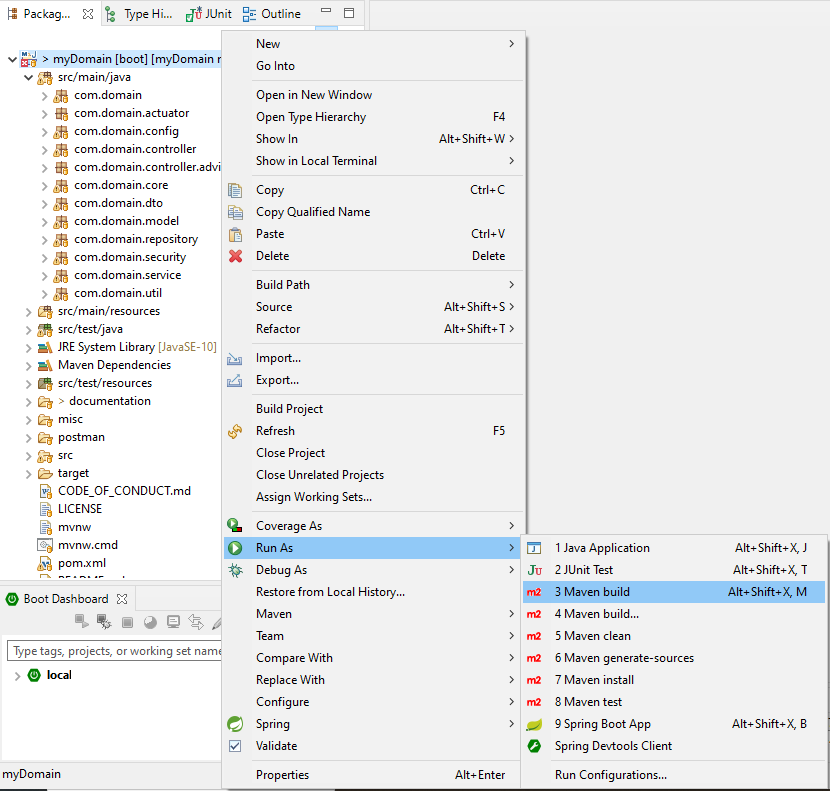 Packag... Type Hi... JUnit Outline
> myDomain [boot] [myDomain
src/main/java
com.domain
com.domain.actuator
com.domain.config
com.domain.controller
com.domain.controller.advi
com.domain.core
com.domain.dto
com.domain.model
com.domain.repository
com.domain.security
com.domain.service
com.domain.util
src/main/resources
src/test/java
JRE System Library [JavaSE-10]
Maven Dependencies
src/test/resources
> documentation
misc
postman
src
target
CODE_OF_CONDUCT.md
LICENSE
mvnw
mvnw.cmd
pom.xml
Boot Dashboard
Type tags, projects, or working set name
local
myDomain
New
Go Into
Open in New Window
Open Type Hierarchy F4
Show In Alt+Shift+W
Show in Local Terminal
Copy Ctrl+C
Copy Qualified Name
Paste Ctrl+V
Delete Delete
Build Path
Source Alt+Shift+S
Refactor Alt+Shift+T
Import...
Export...
Build Project
Refresh F5
Close Project
Close Unrelated Projects
Assign Working Sets...
Coverage As
Run As
Debug As
Restore from Local History...
Maven
Team
Compare With
Replace With
Configure
Spring
Validate
Properties Alt+Enter
1 Java Application Alt+Shift+X, J
Ju 2 JUnit Test Alt+Shift+X, T
m2 3 Maven build Alt+Shift+X, M
m2 4 Maven build...
m2 5 Maven clean
m2 6 Maven generate-sources
m2 7 Maven install
m2 8 Maven test
9 Spring Boot App Alt+Shift+X, B
Spring Devtools Client
Run Configurations...